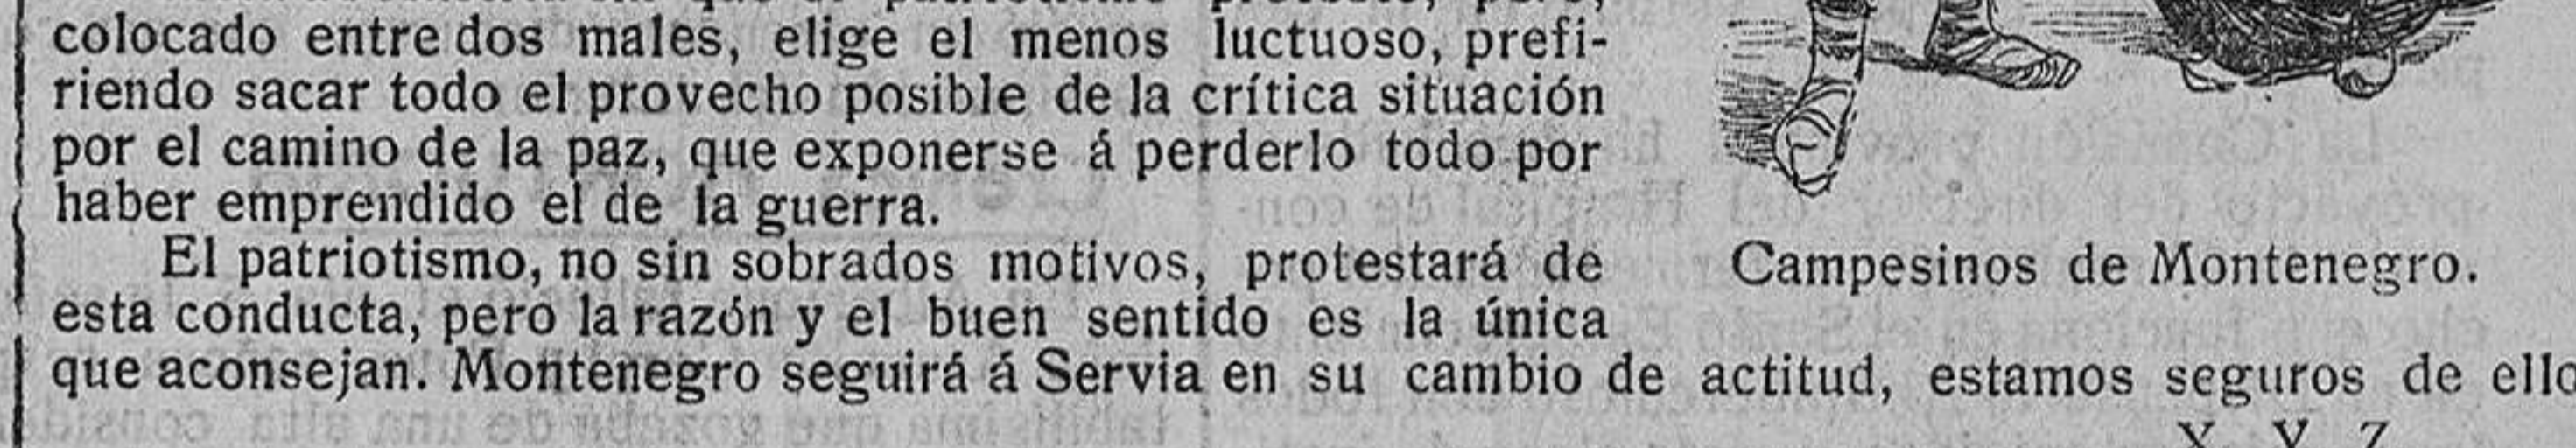 colocado entre dos males, elige el menos luctuoso, prefi-
riendo sacar todo el provecho posible de la crítica situación
por el camino de la paz, que exponerse á perderlo todo por
haber emprendido el de la guerra.
El patriotismo, no sin sobrados motivos, protestará de
esta conducta, pero la razón y el buen sentido es la única
que aconsejan. Montenegro seguirá á Servia en su cambio de actitud, estamos seguros de ello
Campesinos de Montenegro.
X. Y. Z.